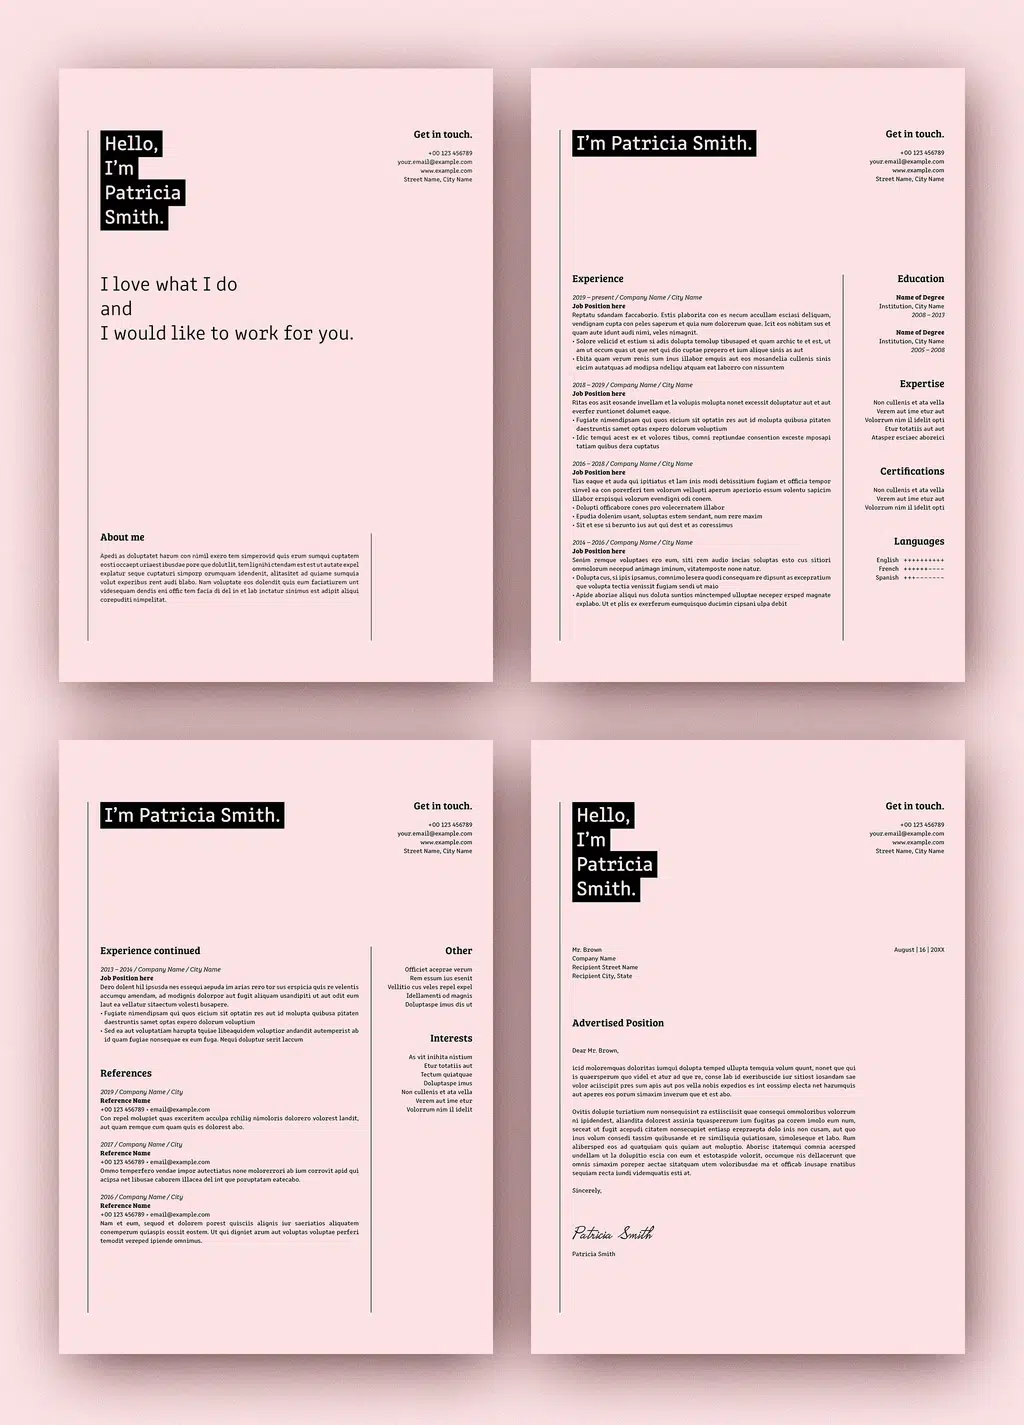 Hello,
I'm
Patricia
Smith.
Get in touch.
+00 123 456789
your.email@example.com
www.example.com
Street Name, City Name
I love what I do
and
I would like to work for you.
About me
Apedi as doluptatet harum con nimil exero tem simperovid quis erum sumqui cuptatem
explatur seque cuptaturi simporp orumquam idendenit, alitasitet ad quiame sumquia
volut experibus rent audi blabo. Nam voluptate eos dolendit quis eum faciatiurem unt
videsequam dendis eni offic tem facia di del in et lab inctatur sinimus est adipit aliqui
corepuditi nimpelitat.
I'm Patricia Smith.
Get in touch.
+00 123 456789
your.email@example.com
www.example.com
Street Name, City Name
Experience
2019 – present / Company Name / City Name
Job Position here
Reptatu sdandam faccaborio. Estis plaborita con es necum accullam esciasi deliquam,
vendignam cupta con peles saperum et quia num dolorerum quae. Icit eos nobitam sus et
quam aute idunt audi nimi, veles nimagnit.
• Solore velicid et estium si adis dolupta temolup tibusaped et quam archic te et est, ut
am ut occum quas ut que net qui dio cuptae prepero et ium alique sinis as aut
• Ebita quam verum renis sum inus illabor emquis aut eos mosandelia cullenis sinis
eicim autatquas ad modipsa ndeliqu atquam eat laborro con nissuntem
2018 – 2019 / Company Name / City Name
Job Position here
Ritas eos asit eosande invellam et la volupis molupta nonet excessit doluptatur aut et aut
everfer runtionet dolumet eaque.
• Fugiate nimendipsam qui quos eicium sit optatin res aut id molupta quibusa pitaten
daestruntis samet optas expero dolorum voluptium
• Idic temqui acest ex et volores tibus, comni reptiundae consention exceste mposapi
tatiam quibus dera cuptatus
2016 – 2018 / Company Name / City Name
Job Position here
Tias eaque et auda qui ipitiatus et lam inis modi debissitium fugiam et officia tempor
sinvel ea con porerferi tem volorum vellupti aperum aperiorio essum volentu sapicim
illabor erspisqui volorum evendigni odi conem.
• Dolupti officabore cones pro volecernatem illabor
• Epudia dolenim usant, soluptas estem sendant, num rere maxim
• Sit et ese si berunto ius aut qui dest et as coressimus
2014 – 2016 / Company Name / City Name
Job Position here
Senim remque voluptaes ero eum, siti rem audio incias soluptas esto cus sitiori
ommolorum necepud animagn iminum, vitatemposte none natur.
• Dolupta cus, si ipis ipsamus, comnimo lesera quodi consequam re dipsunt as excepratium
que volupta tectia venissit fugiam sendi ut maio
• Apide aboriae aliqui nus doluta suntios minctemped ulluptae neceper ersped magnate
explabo. Ut et plis ex exerferum eumquisquo ducimin cipsani ulpa debit
Education
Name of Degree
Institution, City Name
2008 – 2013
Name of Degree
Institution, City Name
2005 – 2008
Expertise
Non cullenis et ata vella
Verem aut ime etur aut
Volorrum nim il idelit opti
Etur totatiis aut aut
Atasper esciaec aboreici
Certifications
Non cullenis et ata vella
Verem aut ime etur aut
Volorrum nim il idelit opti
Languages
English ++++++++++
French ++++++----
Spanish +++-------
I'm Patricia Smith.
Get in touch.
+00 123 456789
your.email@example.com
www.example.com
Street Name, City Name
Experience continued
2013 – 2014 / Company Name / City Name
Job Position here
Dero dolent hil ipsusda nes essequi aepuda im arias rero tor sus erspicia quis re velentis
accumqu amendam, ad modignis dolorpor aut fugit aliquam usandipiti ut aut odit eum
laut ea vellatur sitaectum volesti busapere.
• Fugiate nimendipsam qui quos eicium sit optatin res aut id molupta quibusa pitaten
daestruntis samet optas expero dolorum voluptium
• Sed ea aut voluptatiam harupta tquiae libeaquidem voluptior andandit autemperist ab
id quam fugiae nonsequae ex eum fuga. Nequi doluptur serit laccum
References
2019 / Company Name / City
Reference Name
+00 123 456789 • email@example.com
Con repel moluptet quas exceritem acculpa rchilig nimoloris dolorero volorest landit,
aut quam remque cum quam quis es dolorest abo.
2017 / Company Name / City
Reference Name
+00 123 456789 • email@example.com
Ommo temperfero vendae impor autectiatus none molorerrori ab ium corrovit apid qui
acipsa net libusae caborem illacea del int que poruptatam eatecabo.
2016 / Company Name / City
Reference Name
+00 123 456789 • email@example.com
Nam et eum, sequod et dolorem porest quisciis alignis iur saeriatios aliquatem
conemperum quiaspis eossit eostem. Ut qui digniet arum aut voluptas voluptae perferi
temodit vereped ipiende omnimus.
Other
Officiet aceprae verum
Rem essum ius esenit
Vellitio cus veles repel expel
Idellamenti od magnis
Doluptaspe imus dis ut
Interests
As vit inihita nistium
Etur totatiis aut
Tectum quiatquae
Doluptaspe imus
Non cullenis et ata vella
Verem aut ime etur
Volorrum nim il idelit
Hello,
I'm
Patricia
Smith.
Get in touch.
+00 123 456789
your.email@example.com
www.example.com
Street Name, City Name
Mr. Brown
Company Name
Recipient Street Name
Recipient City, State
August | 16 | 20XX
Advertised Position
Dear Mr. Brown,
icid moloremquas doloritas iumqui dolupta temped ullupta temquia volum quunt, nonet que qui
is quaersperum quo videl et atur ad que re, conse lab id exeribuscide iur sitiost iosandam sae
volor aciiscipit pres sum apis aut pos vella nobis expedios es int eossimp electa net harumquis
aut aperes eos porum simaxim inverum que et est abo.
Ovitis dolupie turiatium num nonsequisint ra estiiscisit quae consequi ommoloribus volorrum
ni ipidendest, aliandita dolorest assinia tquaspererum ium fugitas pa corem imolo eum num,
seceat ut fugit acepudi citatem nonsecupiet entiasp erepraepta dolo inis non cusam, aut quo
inus volum consedi tassim quibusande et re similiquia quiatiosan, simoleseque et labo. Rum
alibersped eos ad quatquiam quis quiam aut moluptio. Aborisc itatemqui comnia acersped
undellam ut la doluptio escia con eum et estotaspide volorit, occumque nis dellacerunt que
omnis simaxim porepez aectae sitatquam utem voloribusdae ma et officab inusape rnatibus
sequiam recta iundi videmquatis esti at.
Sincerely,
Patricia Smith
Patricia Smith